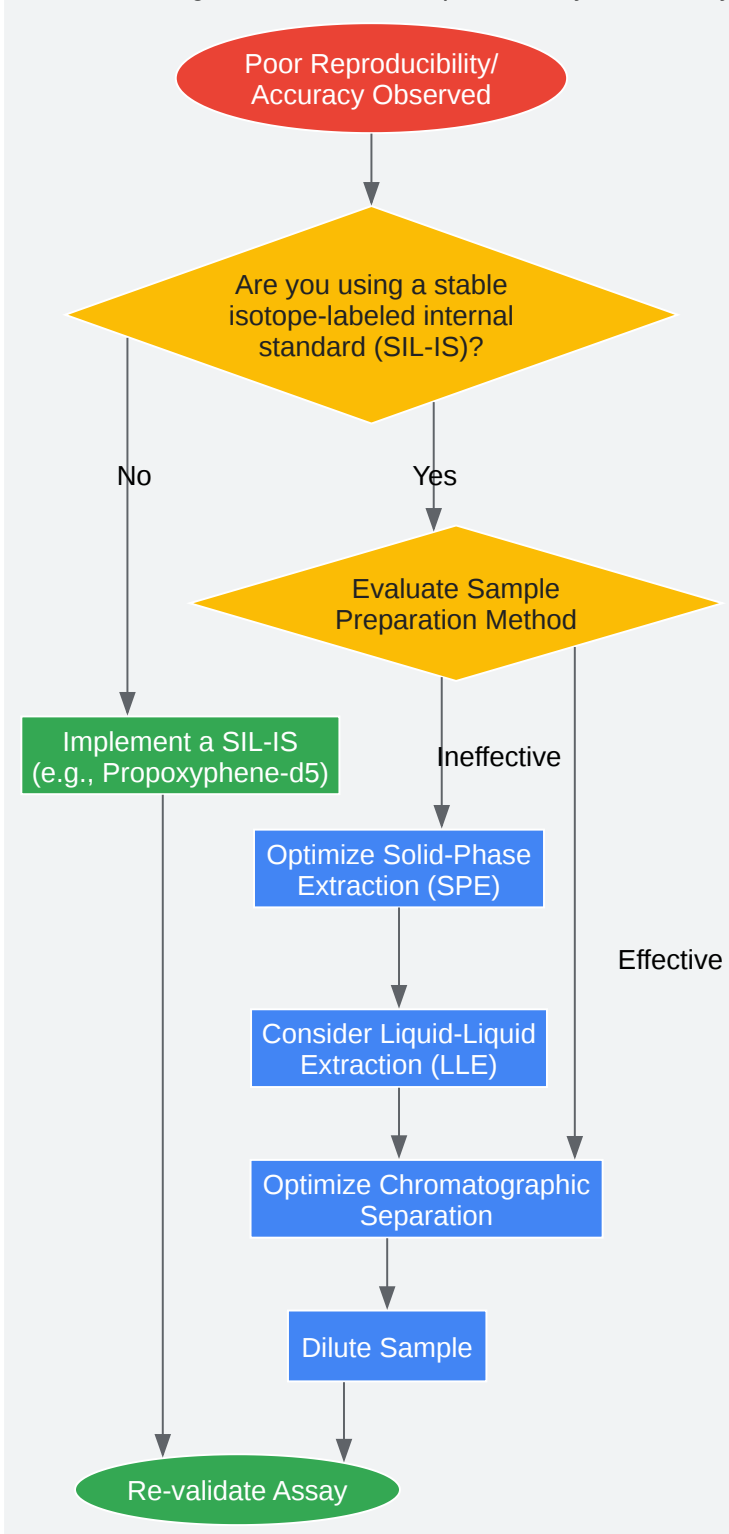 Poor Reproducibility/
Accuracy Observed
Are you using a stable
isotope-labeled internal
standard (SIL-IS)?
No
Yes
Evaluate Sample
Preparation Method
Implement a SIL-IS
(e.g., Propoxyphene-d5)
Ineffective
Optimize Solid-Phase
Extraction (SPE)
Effective
Consider Liquid-Liquid
Extraction (LLE)
Optimize Chromatographic
Separation
Dilute Sample
Re-validate Assay